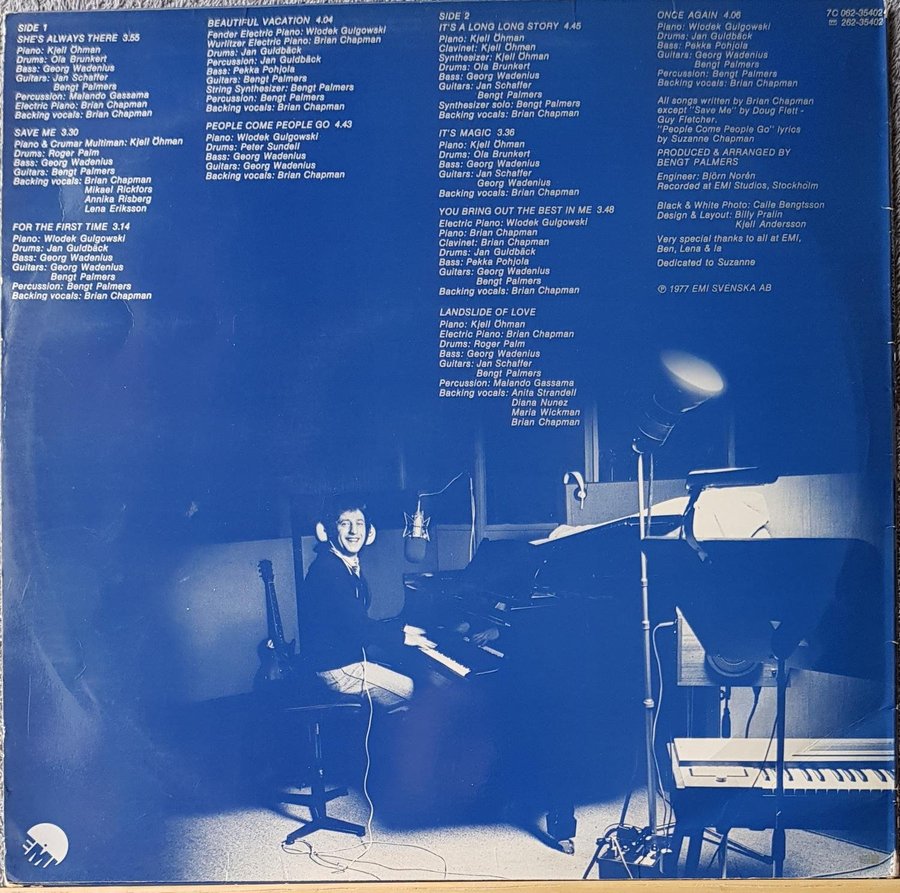 SIDE 1
SHE'S ALWAYS THERE 3.55
Piano: Kjell Öhman
Drums: Ola Brunkert
Bass: Georg Wadenius
Guitars: Jan Schaffer
Bengt Palmers
Percussion: Malando Gassama
Electric Piano: Brian Chapman
Backing vocals: Brian Chapman
SAVE ME 3.30
Piano & Crumar Multiman: Kjell Öhman
Drums: Roger Palm
Bass: Georg Wadenius
Guitars: Bengt Palmers
Backing vocals: Brian Chapman
Mikael Rickfors
Annika Risberg
Lena Eriksson
FOR THE FIRST TIME 3.14
Piano: Wlodek Gulgowski
Drums: Jan Guldbäck
Bass: Georg Wadenius
Guitars: Georg Wadenius
Bengt Palmers
Percussion: Bengt Palmers
Backing vocals: Brian Chapman
BEAUTIFUL VACATION 4.04
Fender Electric Piano: Wlodek Gulgowski
Wurlitzer Electric Piano: Brian Chapman
Drums: Jan Guldbäck
Percussion: Jan Guldbäck
Bass: Pekka Pohjola
Guitars: Bengt Palmers
String Synthesizer: Bengt Palmers
Percussion: Bengt Palmers
Backing vocals: Brian Chapman
PEOPLE COME PEOPLE GO 4.43
Piano: Wlodek Gulgowski
Drums: Peter Sundell
Bass: Georg Wadenius
Guitars: Georg Wadenius
Backing vocals: Brian Chapman
SIDE 2
IT'S A LONG LONG STORY 4.45
Piano: Kjell Öhman
Clavinet: Kjell Öhman
Synthesizer: Kjell Öhman
Drums: Ola Brunkert
Bass: Georg Wadenius
Guitars: Jan Schaffer
Bengt Palmers
Synthesizer solo: Bengt Palmers
Backing vocals: Brian Chapman
IT'S MAGIC 3.36
Piano: Kjell Öhman
Drums: Ola Brunkert
Bass: Georg Wadenius
Guitars: Jan Schaffer
Georg Wadenius
Backing vocals: Brian Chapman
YOU BRING OUT THE BEST IN ME 3.48
Electric Piano: Wlodek Gulgowski
Piano: Brian Chapman
Clavinet: Brian Chapman
Drums: Jan Guldbäck
Bass: Pekka Pohjola
Guitars: Georg Wadenius
Bengt Palmers
Backing vocals: Brian Chapman
LANDSLIDE OF LOVE
Piano: Kjell Öhman
Electric Piano: Brian Chapman
Drums: Roger Palm
Bass: Georg Wadenius
Guitars: Jan Schaffer
Bengt Palmers
Percussion: Malando Gassama
Backing vocals: Anita Strandell
Diana Nunez
Maria Wickman
Brian Chapman
7C 062-35402
282-35402
ONCE AGAIN 4.06
Piano: Wlodek Gulgowski
Drums: Jan Guldbäck
Bass: Pekka Pohjola
Guitars: Georg Wadenius
Bengt Palmers
Percussion: Bengt Palmers
Backing vocals: Brian Chapman
All songs written by Brian Chapman
except "Save Me" by Doug Flett -
Guy Fletcher,
"People Come People Go" lyrics
by Suzanne Chapman
PRODUCED & ARRANGED BY
BENGT PALMERS
Engineer: Björn Norén
Recorded at EMI Studios, Stockholm
Black & White Photo: Calle Bengtsson
Design & Layout: Billy Pralin
Kjell Andersson
Very special thanks to all at EMI,
Ben, Lena & Ia
Dedicated to Suzanne
℗ 1977 EMI SVENSKA AB
EMI